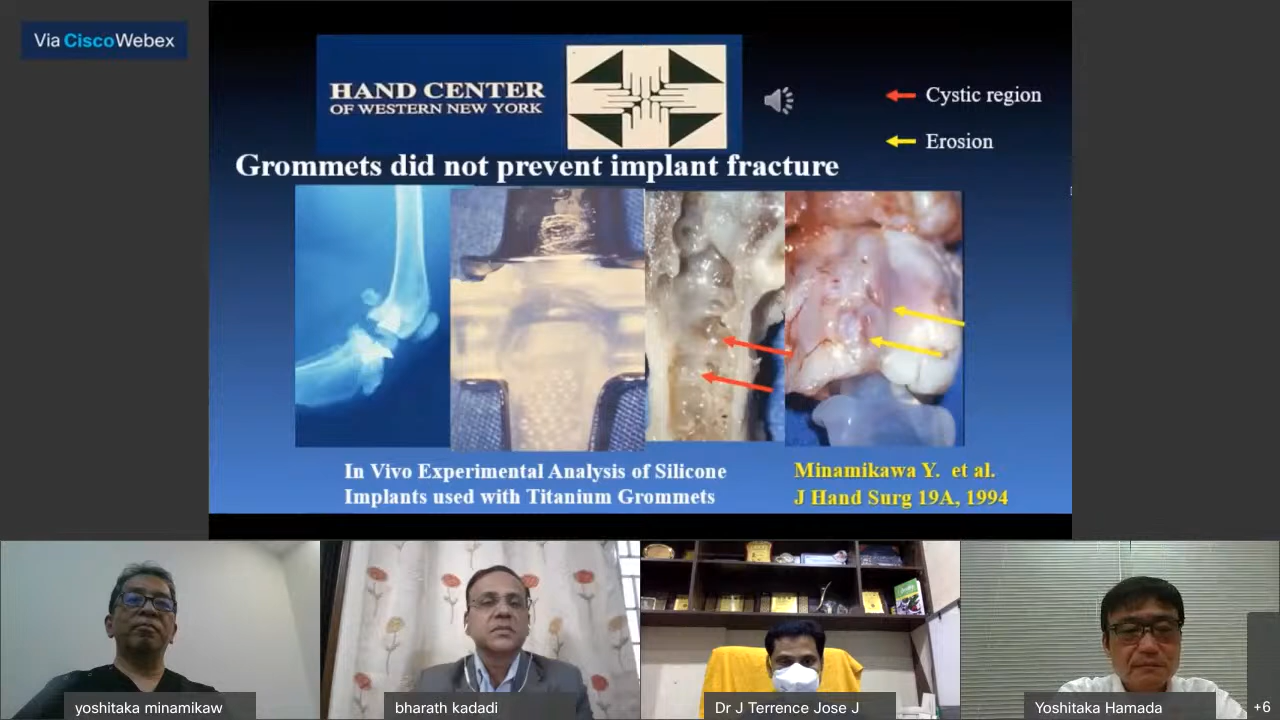 Via CiscoWebex
HAND CENTER
OF WESTERN NEW YORK
Cystic region
Erosion
Grommets did not prevent implant fracture
In Vivo Experimental Analysis of Silicone
Implants used with Titanium Grommets
Minamikawa Y. et al.
J Hand Surg 19A, 1994
yoshitaka minamikaw
bharath kadadi
Dr J Terrence Jose J
Yoshitaka Hamada
+6